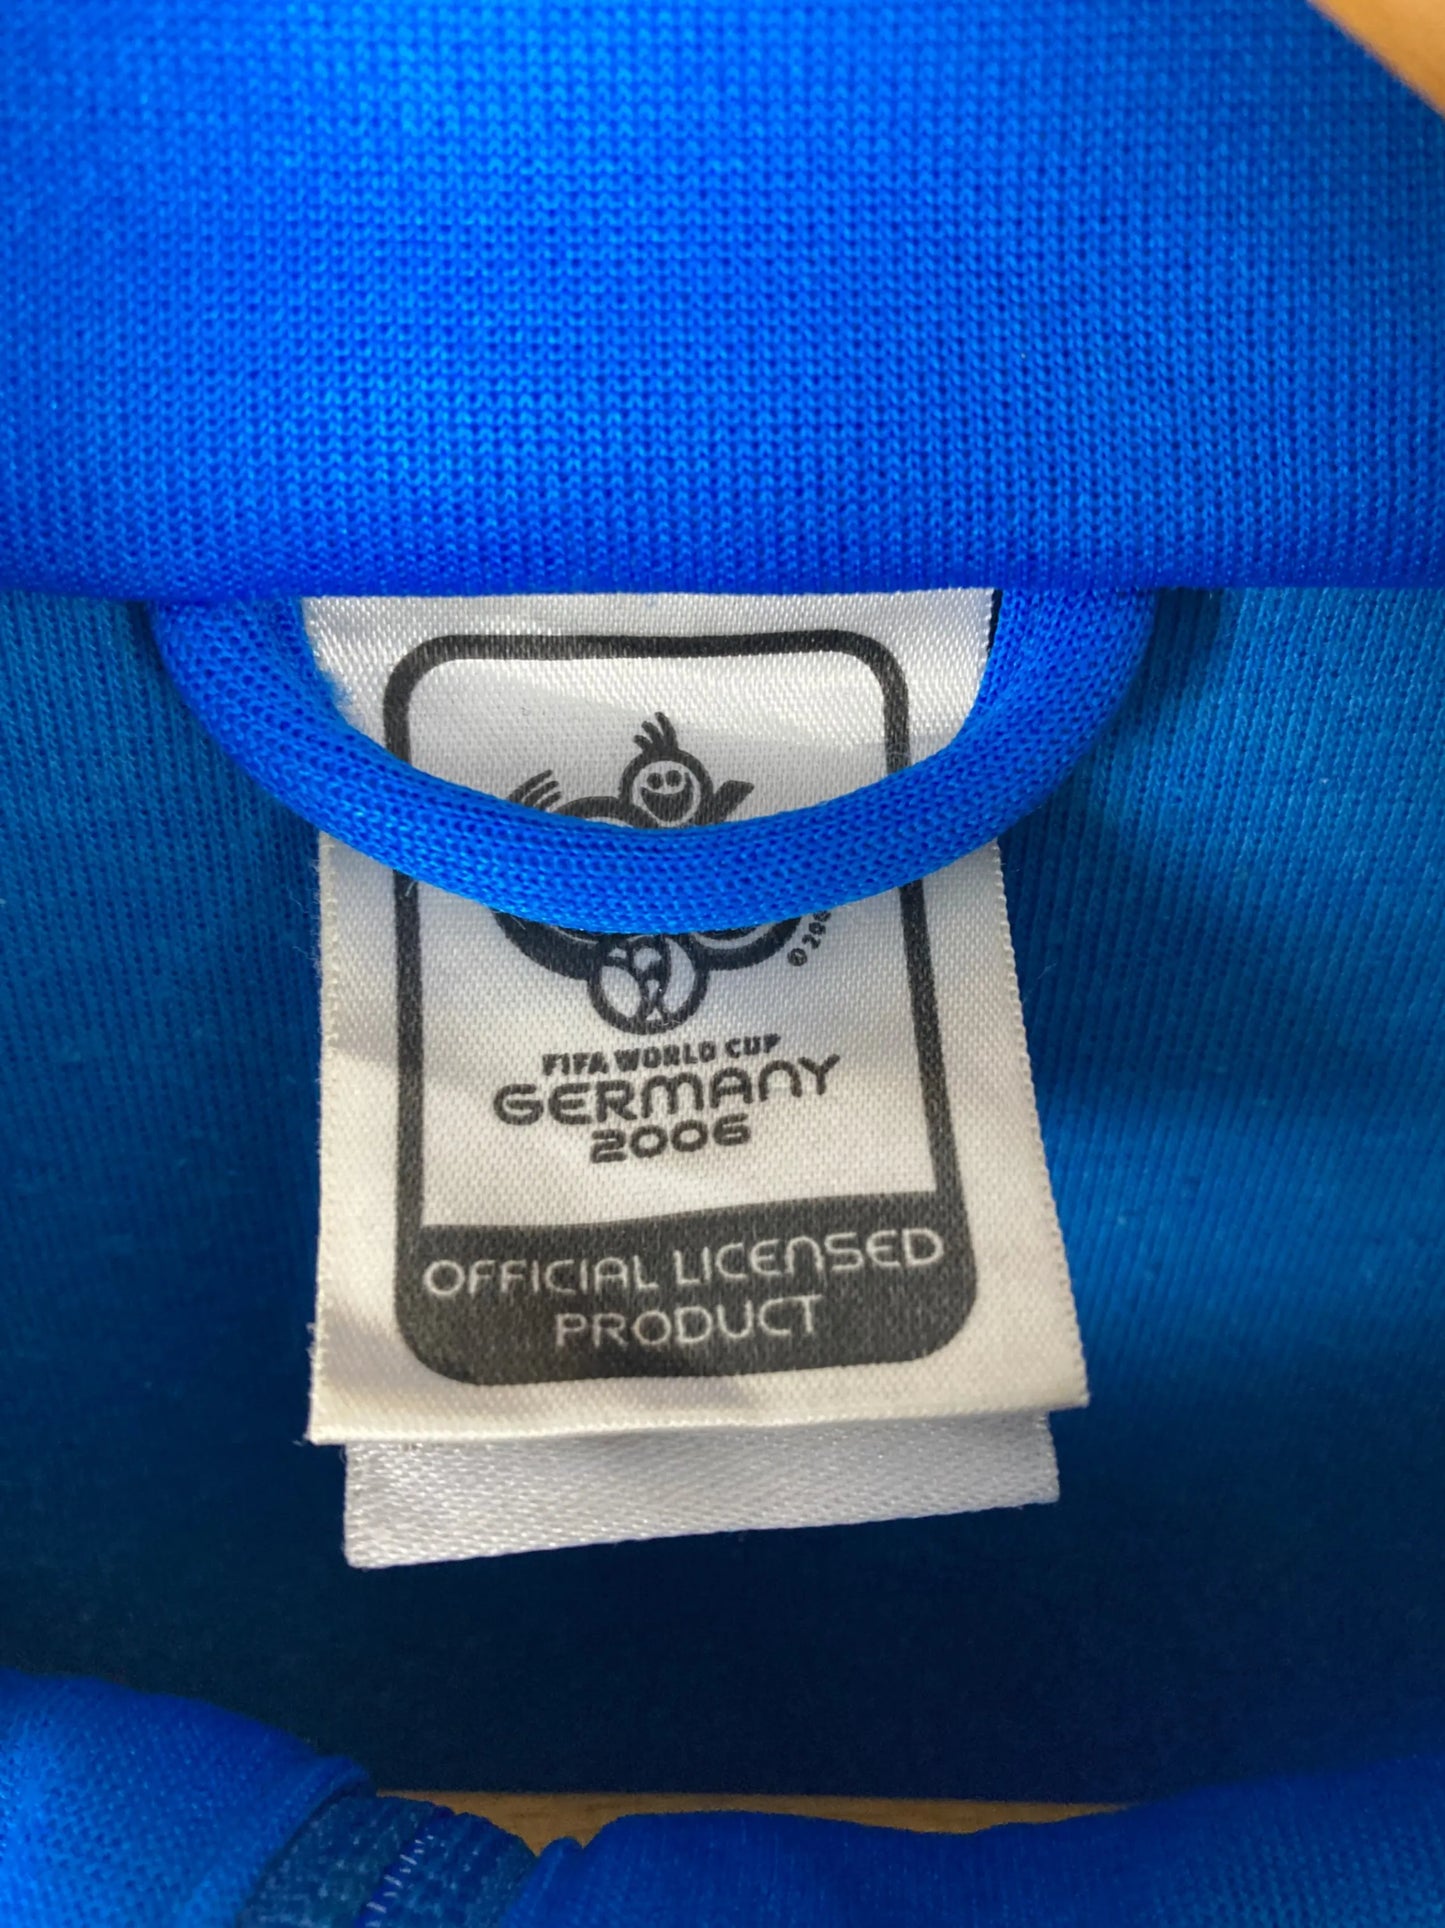 FIFA WORLD CUP
GERMANY
2006
OFFICIAL LICENSED
PRODUCT